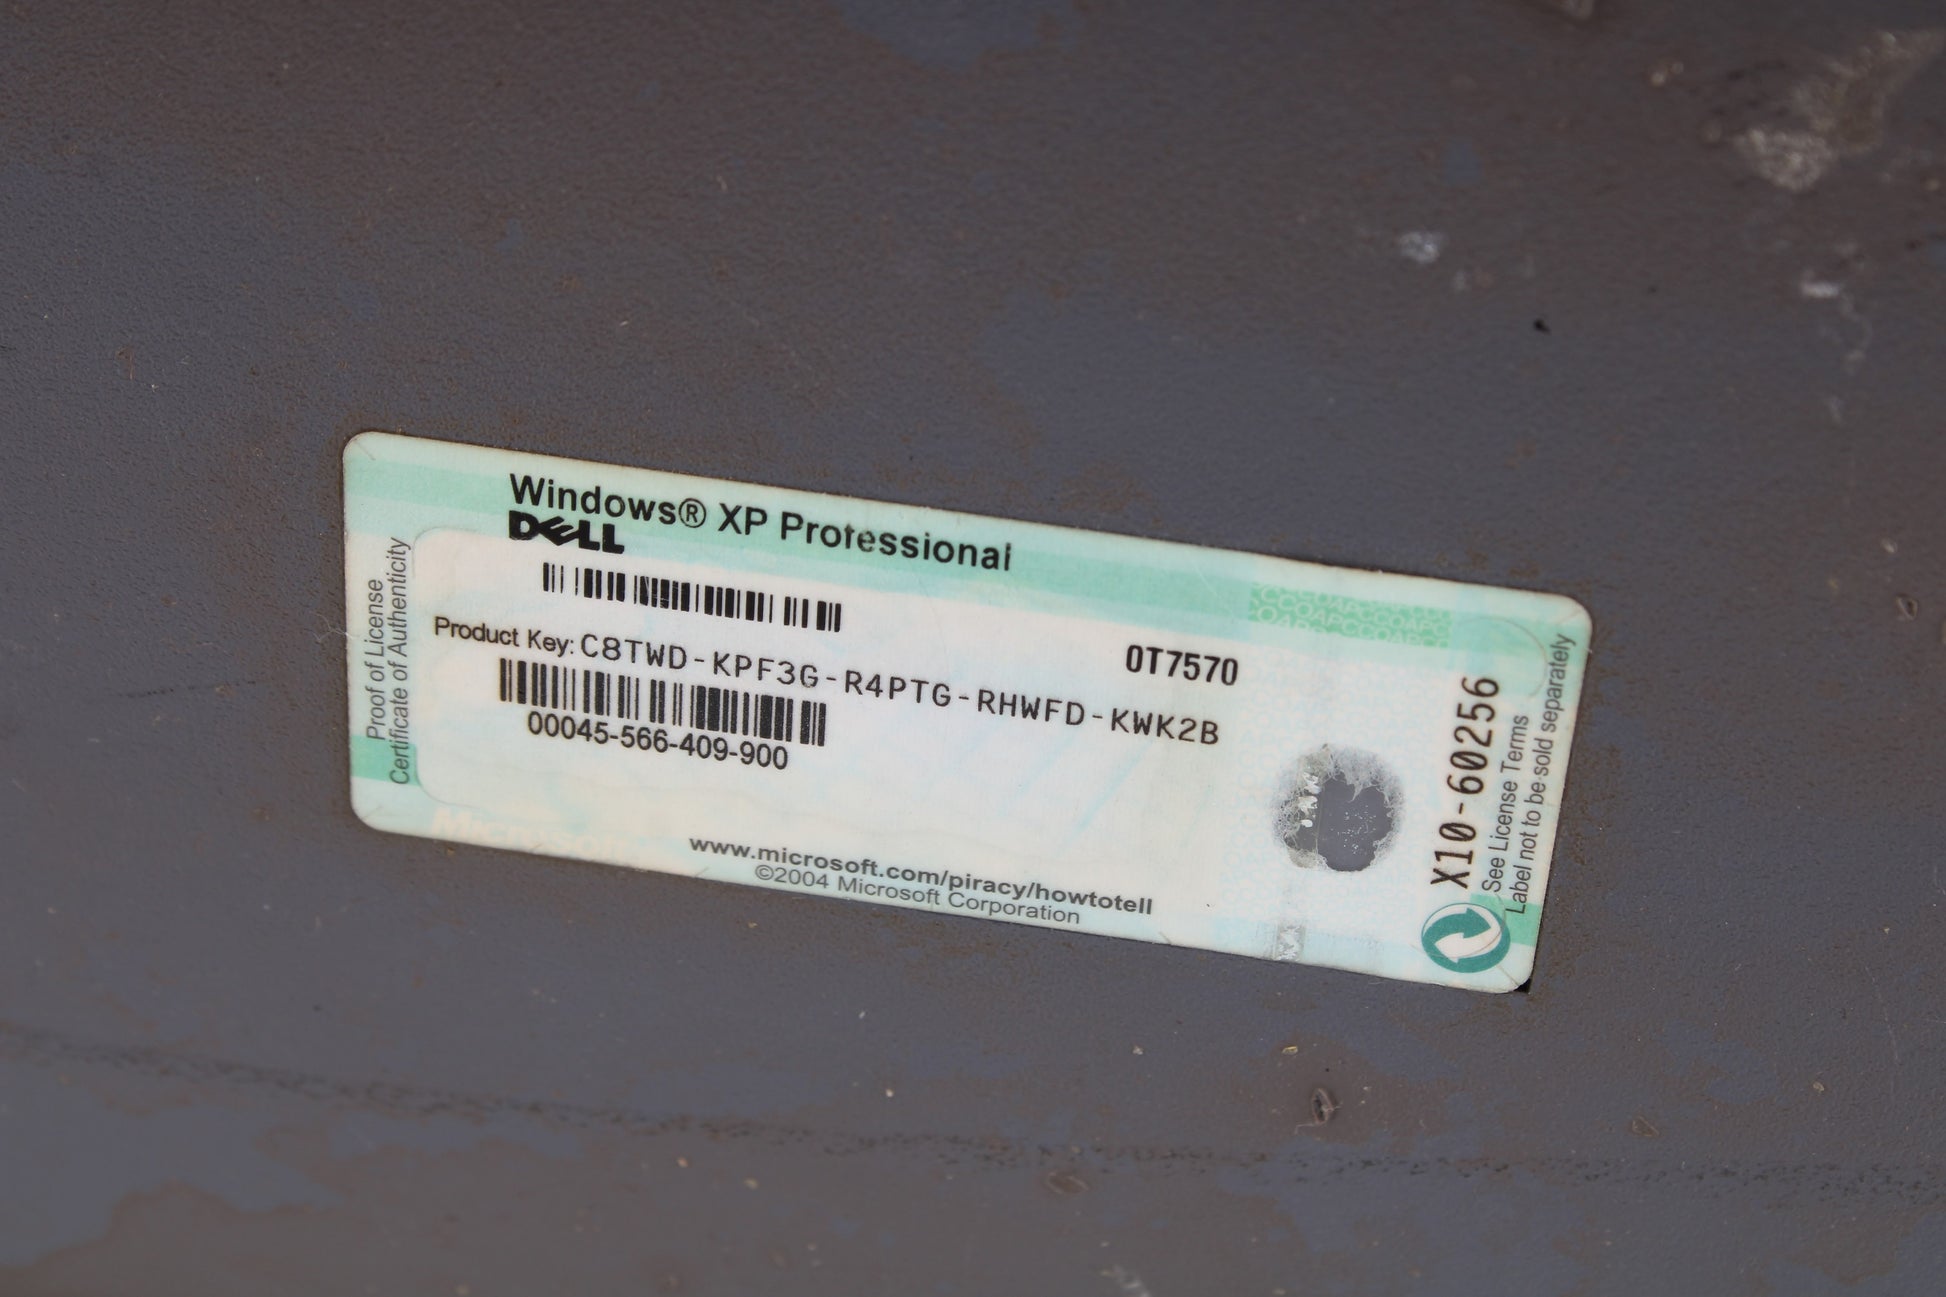 Windows® XP Professional
DELL
Product Key: C8TWD-KPF3G-R4PTG-RHWFD-KWK2B
0T7570
00045-566-409-900
www.microsoft.com/piracy/howtotell
©2004 Microsoft Corporation
Microsoft
Proof of License
Certificate of Authenticity
X10-60256
See License Terms
Label not to be sold separately